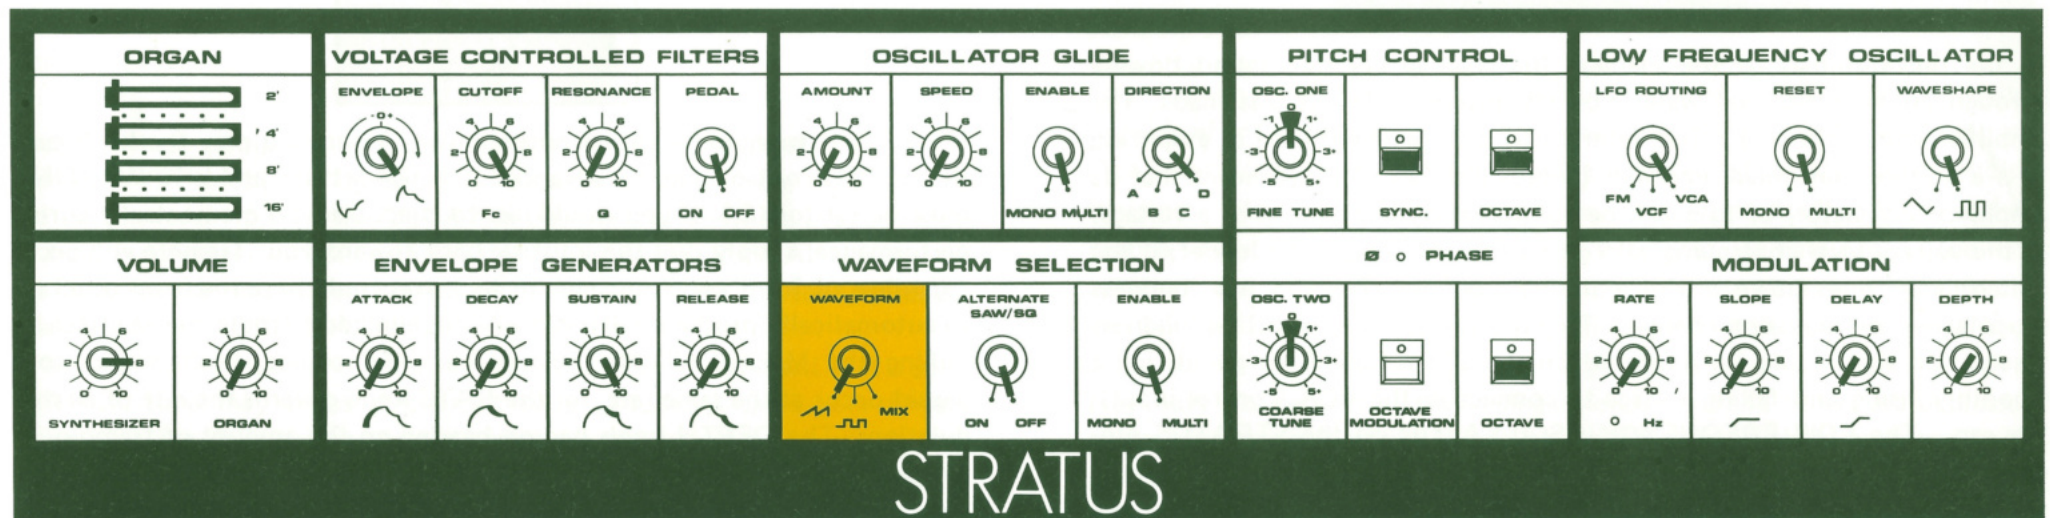 ORGAN
2'
4'
8'
16'
VOLTAGE CONTROLLED FILTERS
ENVELOPE CUTOFF RESONANCE PEDAL
- 0 +
4 6
2 8
0 10
4 6
2 8
0 10
Fc Q ON OFF
OSCILLATOR GLIDE
AMOUNT SPEED ENABLE DIRECTION
4 6
2 8
0 10
4 6
2 8
0 10
MONO MULTI
A B C D
PITCH CONTROL
OSC. ONE
0
-1 1+
-3 3+
-5 5+
FINE TUNE SYNC. OCTAVE
Ø PHASE
OSC. TWO
0
-1 1+
-3 3+
-5 5+
COARSE TUNE
OCTAVE MODULATION
OCTAVE
LOW FREQUENCY OSCILLATOR
LFO ROUTING RESET WAVESHAPE
FM VCF VCA
MONO MULTI
VOLUME
4 6
2 8
0 10
4 6
2 8
0 10
SYNTHESIZER ORGAN
ENVELOPE GENERATORS
ATTACK DECAY SUSTAIN RELEASE
4 6
2 8
0 10
4 6
2 8
0 10
4 6
2 8
0 10
4 6
2 8
0 10
WAVEFORM SELECTION
WAVEFORM
MIX
ALTERNATE
SAW/SQ
ON OFF
ENABLE
MONO MULTI
MODULATION
RATE SLOPE DELAY DEPTH
4 6
2 8
0 10
4 6
2 8
0 10
4 6
2 8
0 10
4 6
2 8
0 10
Hz
STRATUS